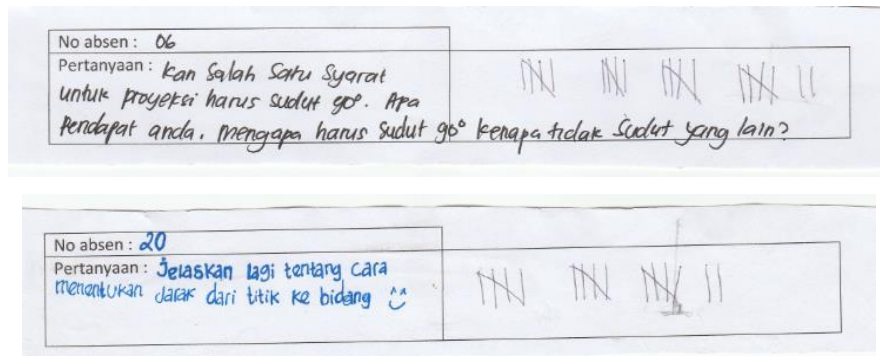 No absen : 06
Pertanyaan : Kan Salah Satu Syarat
untuk proyeksi harus sudut 90°. Apa
Pendapat anda. Mengapa harus sudut 90° kenapa tidak Sudut yang lain?
No absen : 20
Pertanyaan : Jelaskan lagi tentang cara
menentukan Jarak dari titik ke bidang